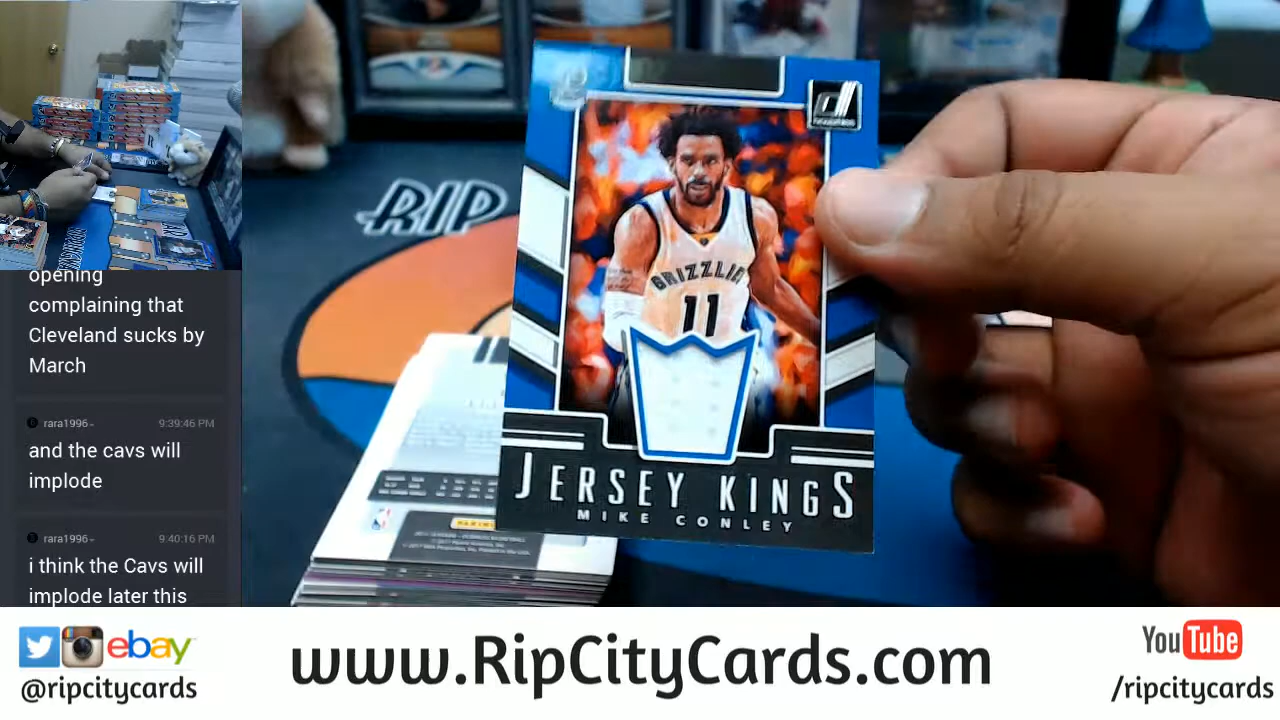 opening
complaining that
Cleveland sucks by
March
rara1996
9:39:46 PM
and the cavs will
implode
rara1996
9:40:16 PM
i think the Cavs will
implode later this
RIP
GRIZZLIE
11
JERSEY KINGS
MIKE CONLEY
PANINI
ebay
@ripcitycards
www.RipCityCards.com
YouTube
/ripcitycards